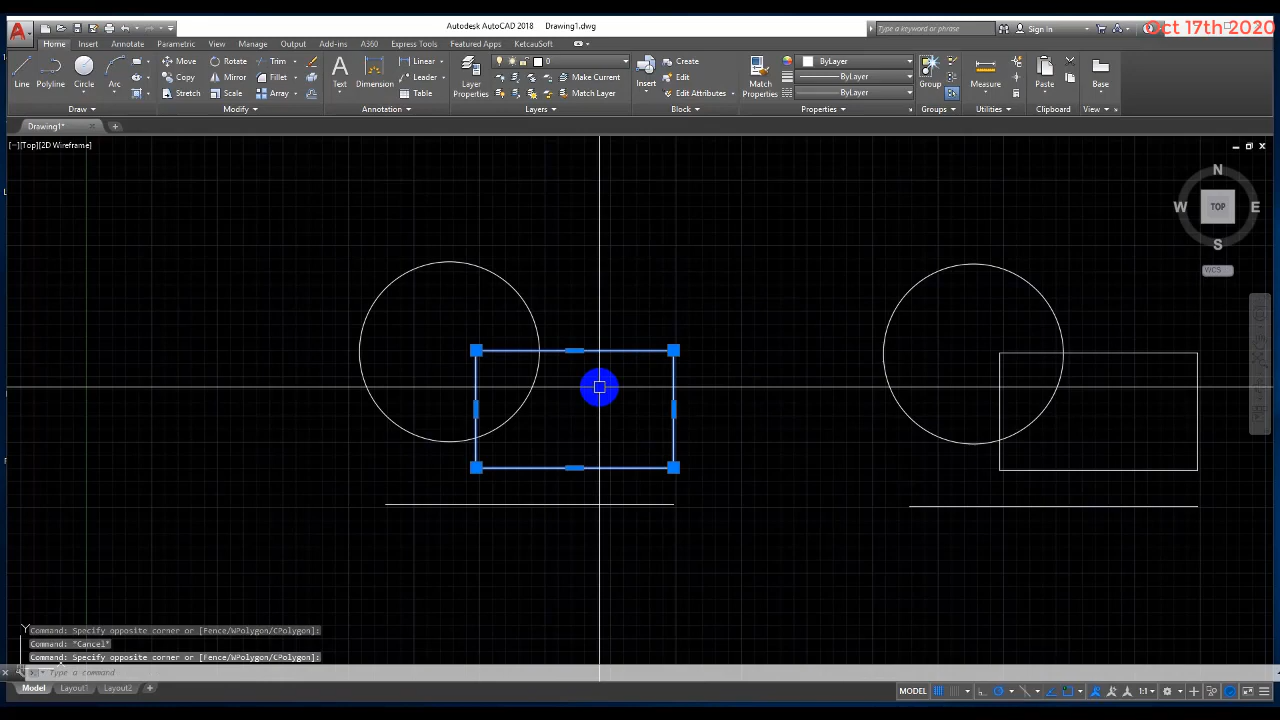 Autodesk AutoCAD 2018 Drawing1.dwg
Type a keyword or phrase
Sign In
Oct 17th 2020
Home Insert Annotate Parametric View Manage Output Add-ins A360 Express Tools Featured Apps KetcauSoft
Line Polyline Circle Arc
Move Rotate Trim
Copy Mirror Fillet
Stretch Scale Array
Text Dimension
Linear
Leader
Table
Layer Properties
0
Make Current
Match Layer
Insert
Create
Edit
Edit Attributes
Match Properties
ByLayer
ByLayer
ByLayer
Group
Measure
Paste
Base
Draw Modify Annotation Layers Block Properties Groups Utilities Clipboard View
Drawing1*
[−][Top][2D Wireframe]
N
W TOP E
S
WCS
Y
Command: Specify opposite corner or [Fence/WPolygon/CPolygon]:
Command: *Cancel*
Command: Specify opposite corner or [Fence/WPolygon/CPolygon]:
Type a command
Model Layout1 Layout2
MODEL 1:1